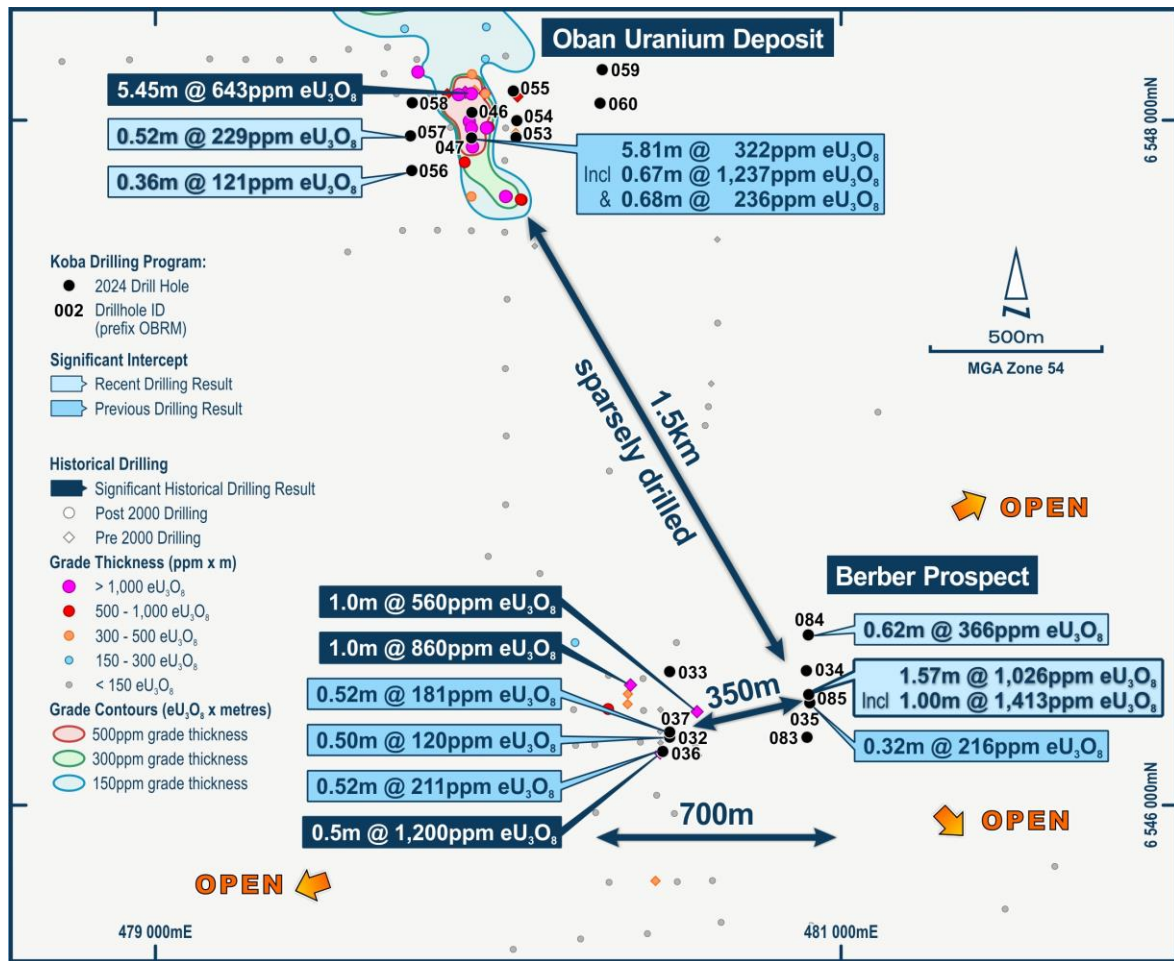 Oban Uranium Deposit
059
5.45m @ 643ppm eU₃O₈
058
046
055
060
054
0.52m @ 229ppm eU₃O₈
057
047
053
6 548 000mN
5.81m @ 322ppm eU₃O₈
Incl 0.67m @ 1,237ppm eU₃O₈
& 0.68m @ 236ppm eU₃O₈
0.36m @ 121ppm eU₃O₈
056
Koba Drilling Program:
2024 Drill Hole
002 Drillhole ID
(prefix OBRM)
Significant Intercept
Recent Drilling Result
Previous Drilling Result
Historical Drilling
Significant Historical Drilling Result
Post 2000 Drilling
Pre 2000 Drilling
Grade Thickness (ppm x m)
> 1,000 eU₃O₈
500 - 1,000 eU₃O₈
300 - 500 eU₃O₈
150 - 300 eU₃O₈
< 150 eU₃O₈
Grade Contours (eU₃O₈ x metres)
500ppm grade thickness
300ppm grade thickness
150ppm grade thickness
N
500m
MGA Zone 54
1.5km
sparsely drilled
OPEN
Berber Prospect
1.0m @ 560ppm eU₃O₈
1.0m @ 860ppm eU₃O₈
0.52m @ 181ppm eU₃O₈
0.50m @ 120ppm eU₃O₈
0.52m @ 211ppm eU₃O₈
0.5m @ 1,200ppm eU₃O₈
033
037
032
036
350m
084
0.62m @ 366ppm eU₃O₈
034
085
1.57m @ 1,026ppm eU₃O₈
Incl 1.00m @ 1,413ppm eU₃O₈
035
083
0.32m @ 216ppm eU₃O₈
700m
OPEN
6 546 000mN
OPEN
479 000mE
481 000mE